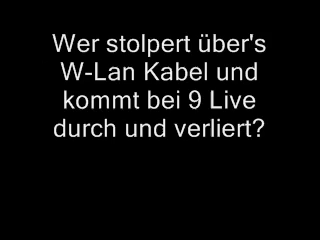 Wer stolpert über's
W-Lan Kabel und
kommt bei 9 Live
durch und verliert?